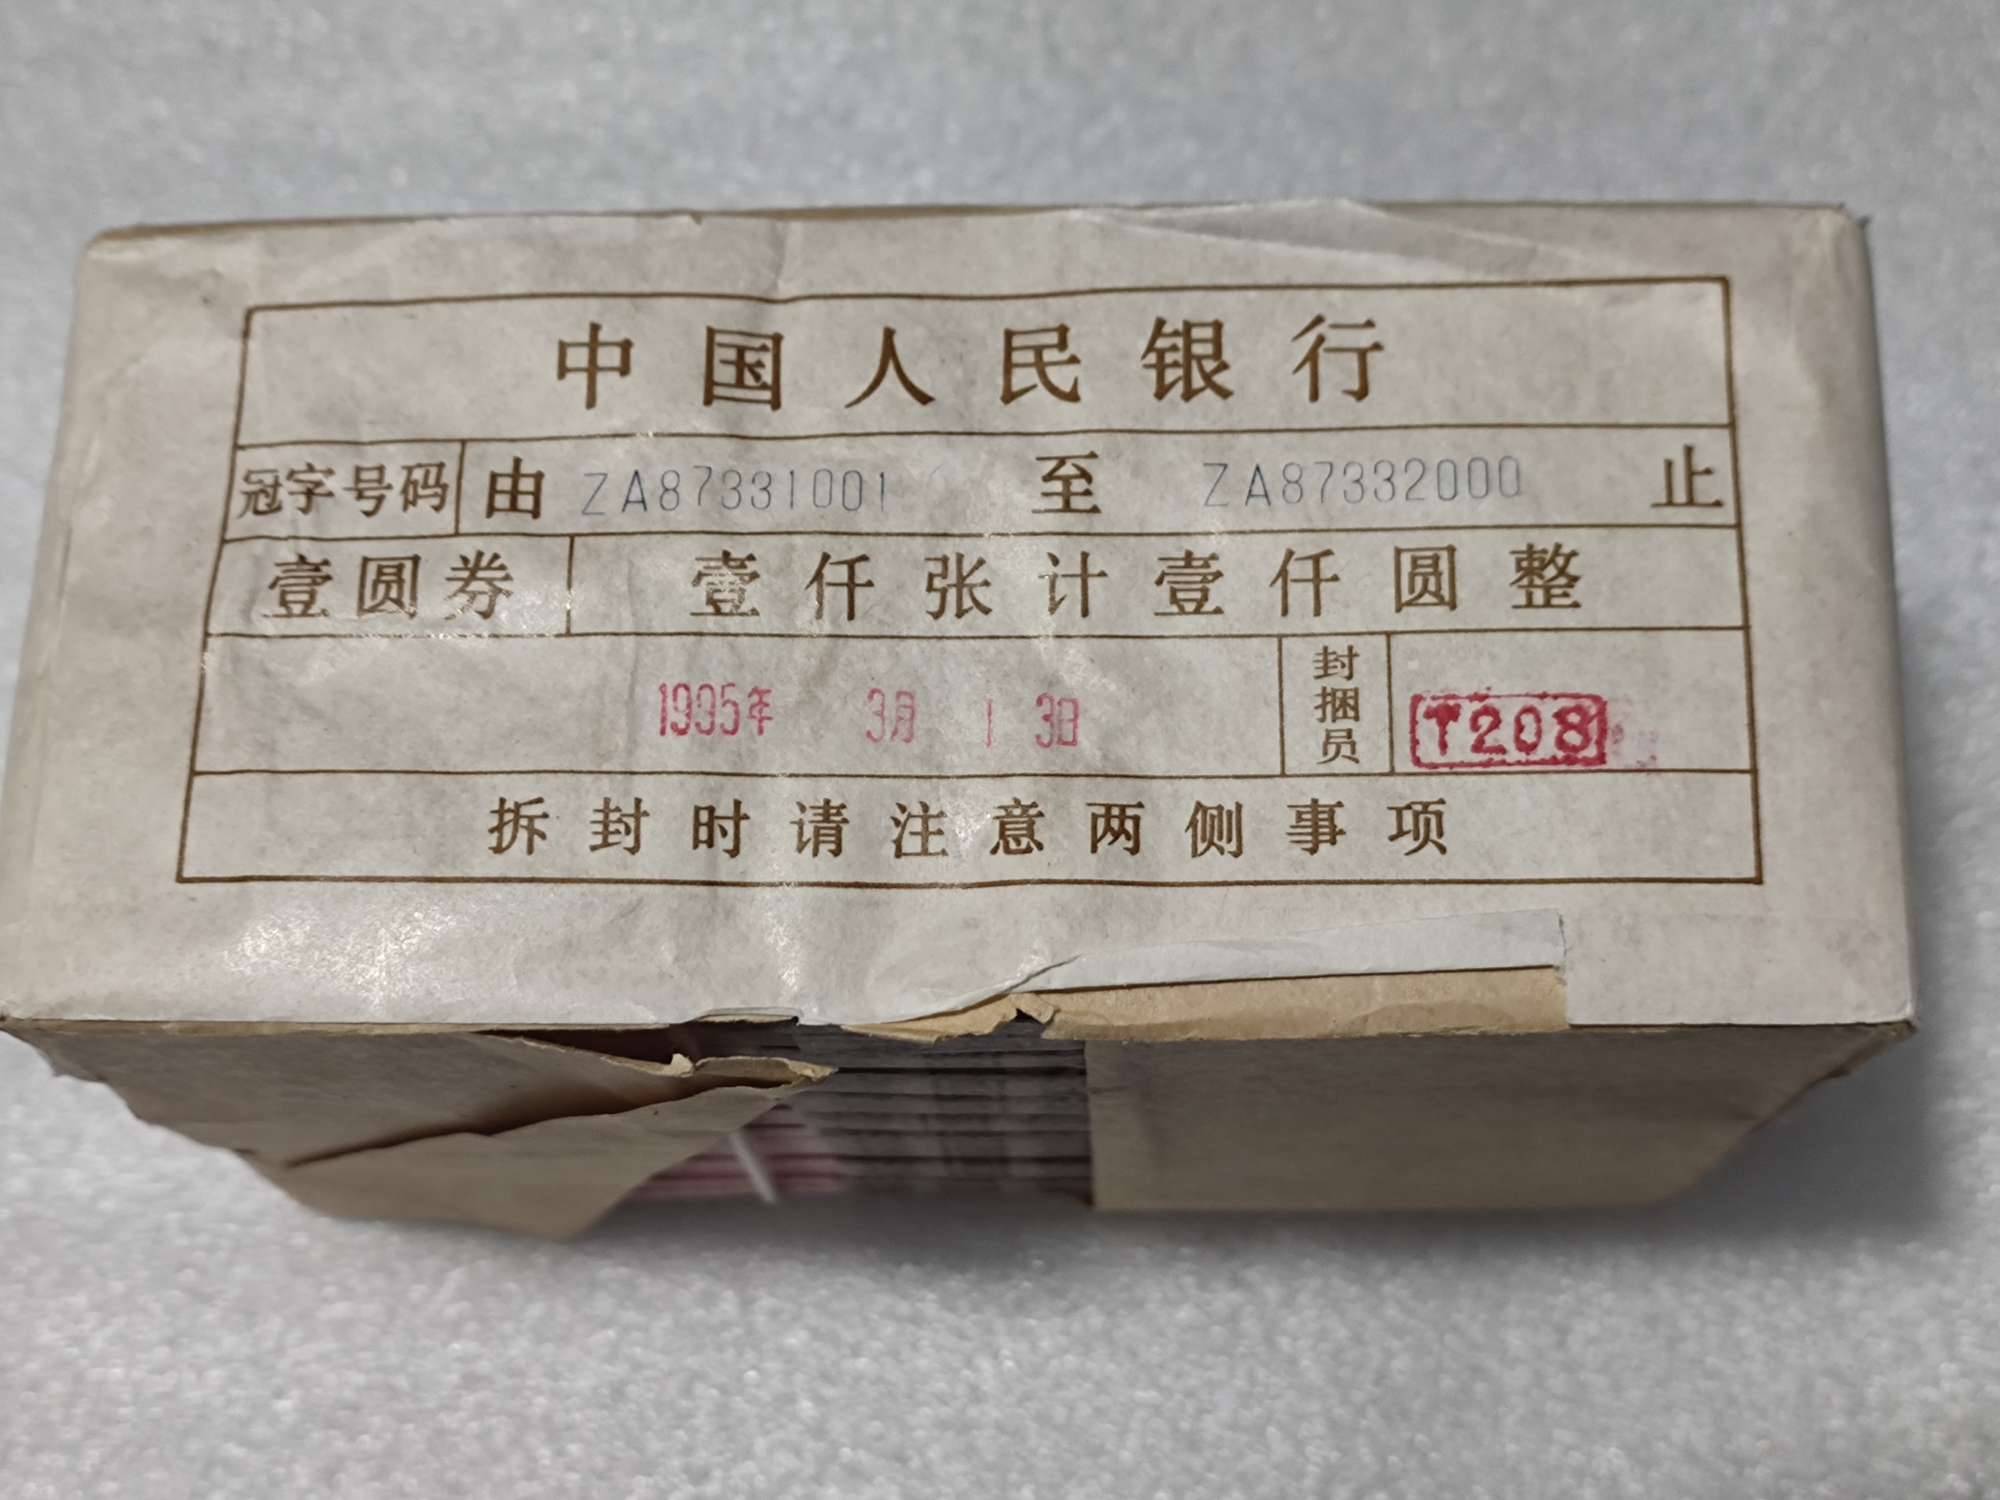 中国人民银行
冠字号码 由 ZA87331001 至 ZA87332000 止
壹圆券 壹仟张计壹仟圆整
1995年 3月 13日 封捆员 T208
拆封时请注意两侧事项